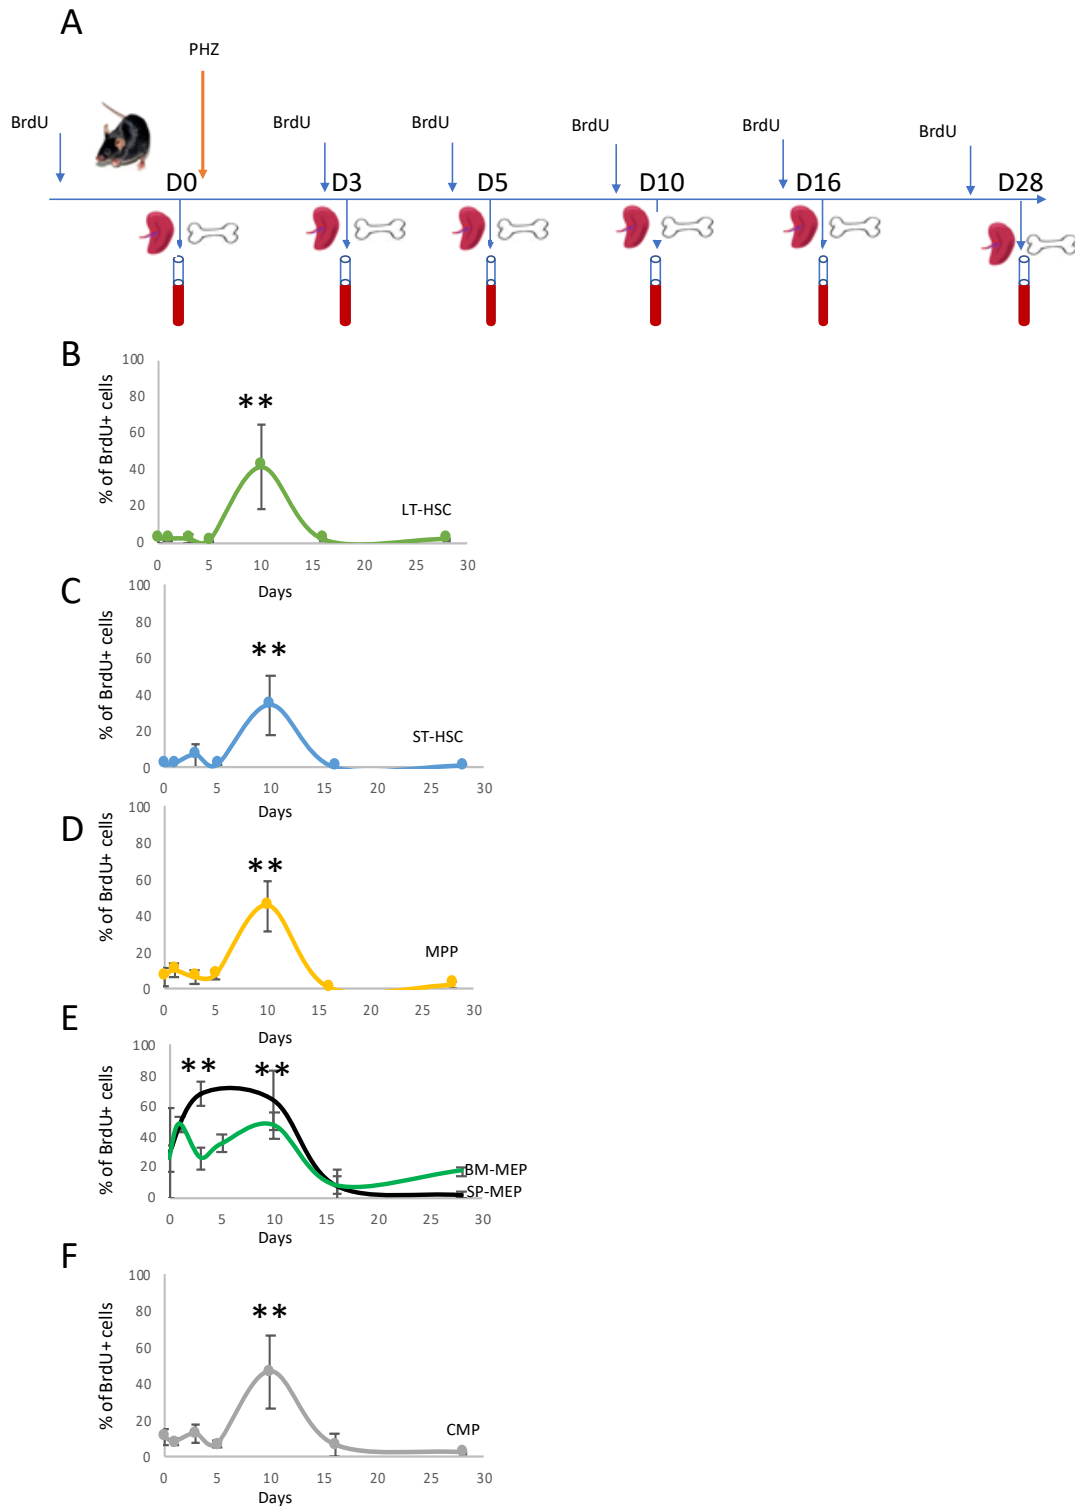 A
PHZ
BrdU
BrdU
BrdU
BrdU
BrdU
BrdU
D0
D3
D5
D10
D16
D28
B
% of BrdU+ cells
100
80
60
40
20
0
**
LT-HSC
0 5 10 15 20 25 30
Days
C
% of BrdU+ cells
100
80
60
40
20
0
**
ST-HSC
0 5 10 15 20 25 30
Days
D
% of BrdU+ cells
100
80
60
40
20
0
**
MPP
0 5 10 15 20 25 30
Days
E
% of BrdU+ cells
100
80
60
40
20
0
** **
BM-MEP
SP-MEP
0 5 10 15 20 25 30
Days
F
% of BrdU+ cells
100
80
60
40
20
0
**
CMP
0 5 10 15 20 25 30
Days